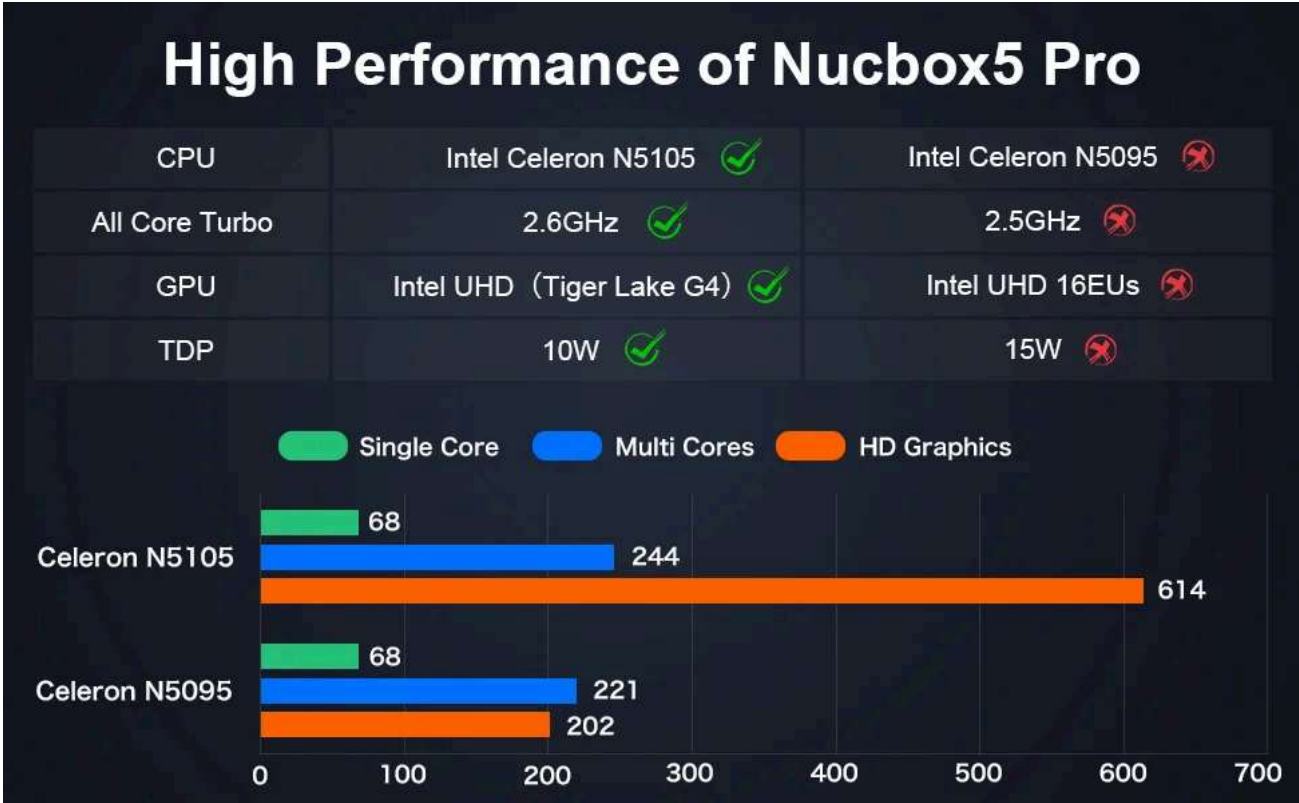 High Performance of Nucbox5 Pro
CPU Intel Celeron N5105 Intel Celeron N5095
All Core Turbo 2.6GHz 2.5GHz
GPU Intel UHD（Tiger Lake G4） Intel UHD 16EUs
TDP 10W 15W
Single Core Multi Cores HD Graphics
68
Celeron N5105 244
614
68
Celeron N5095 221
202
0 100 200 300 400 500 600 700